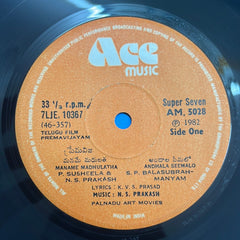 Ace
MUSIC
33 ⅓ r.p.m./
7LIE. 10367
(46-357)
TELUGU FILM
PREMAVIJAYAM
Super Seven
AM, 5028
Ⓟ 1982
Side One
MANAME MADHULATHA
P. SUSHEELA &
N. S. PRAKASH
ANDHALA SEEMALO
S. P. BALASUBRAH-
MANYAM
LYRICS: K. V. S. PRASAD
MUSIC: N. S. PRAKASH
PALNADU ART MOVIES
MADE IN INDIA